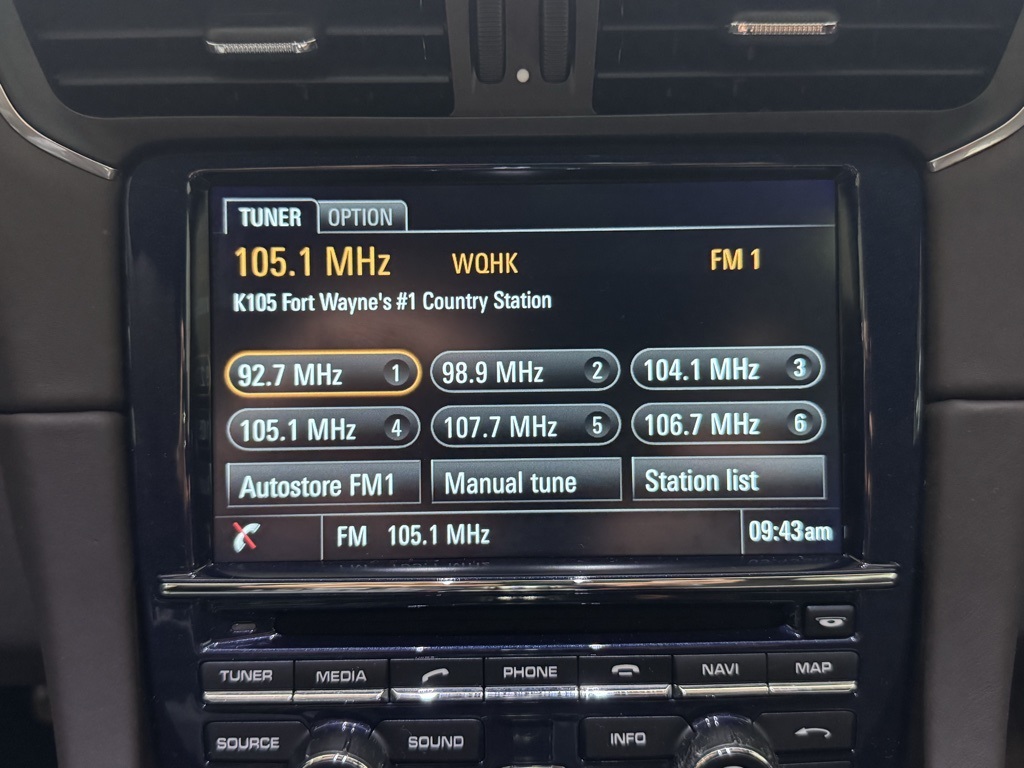 TUNER OPTION
105.1 MHz WQHK FM 1
K105 Fort Wayne's #1 Country Station
92.7 MHz 1 98.9 MHz 2 104.1 MHz 3
105.1 MHz 4 107.7 MHz 5 106.7 MHz 6
Autostore FM1 Manual tune Station list
FM 105.1 MHz 09:43am
TUNER MEDIA PHONE NAVI MAP
SOURCE SOUND INFO